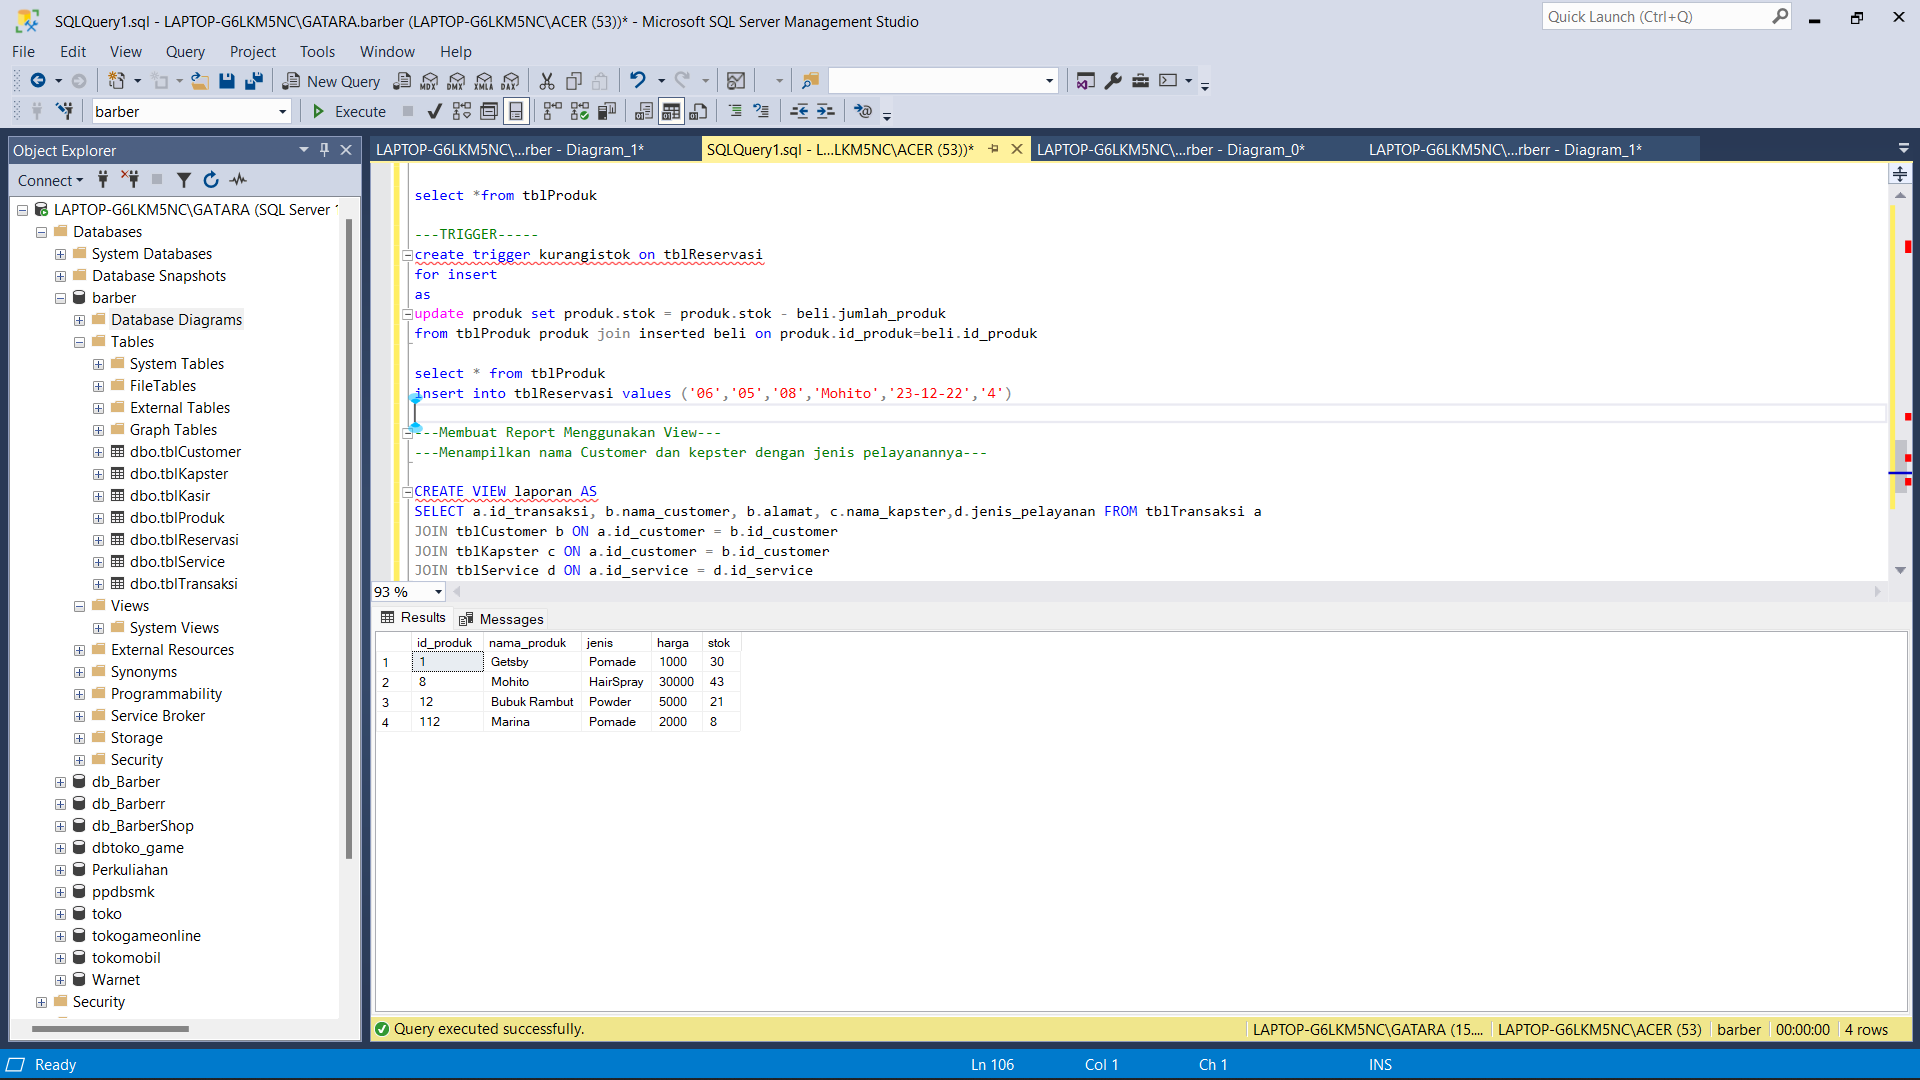 SQLQuery1.sql - LAPTOP-G6LKM5NC\GATARA.barber (LAPTOP-G6LKM5NC\ACER (53))* - Microsoft SQL Server Management Studio
Quick Launch (Ctrl+Q)
File Edit View Query Project Tools Window Help
New Query MDX DMX XMLA DAX
barber Execute
Object Explorer
Connect
LAPTOP-G6LKM5NC\GATARA (SQL Server
Databases
System Databases
Database Snapshots
barber
Database Diagrams
Tables
System Tables
FileTables
External Tables
Graph Tables
dbo.tblCustomer
dbo.tblKapster
dbo.tblKasir
dbo.tblProduk
dbo.tblReservasi
dbo.tblService
dbo.tblTransaksi
Views
System Views
External Resources
Synonyms
Programmability
Service Broker
Storage
Security
db_Barber
db_Barberr
db_BarberShop
dbtoko_game
Perkuliahan
ppdbsmk
toko
tokogameonline
tokomobil
Warnet
Security
LAPTOP-G6LKM5NC\...rber - Diagram_1* SQLQuery1.sql - L...LKM5NC\ACER (53))* LAPTOP-G6LKM5NC\...rber - Diagram_0* LAPTOP-G6LKM5NC\...rberr - Diagram_1*
select *from tblProduk
---TRIGGER-----
create trigger kurangistok on tblReservasi
for insert
as
update produk set produk.stok = produk.stok - beli.jumlah_produk
from tblProduk produk join inserted beli on produk.id_produk=beli.id_produk
select * from tblProduk
insert into tblReservasi values ('06','05','08','Mohito','23-12-22','4')
---Membuat Report Menggunakan View---
---Menampilkan nama Customer dan kepster dengan jenis pelayanannya---
CREATE VIEW laporan AS
SELECT a.id_transaksi, b.nama_customer, b.alamat, c.nama_kapster,d.jenis_pelayanan FROM tblTransaksi a
JOIN tblCustomer b ON a.id_customer = b.id_customer
JOIN tblKapster c ON a.id_customer = b.id_customer
JOIN tblService d ON a.id_service = d.id_service
93 %
Results Messages
id_produk nama_produk jenis harga stok
1 1 Getsby Pomade 1000 30
2 8 Mohito HairSpray 30000 43
3 12 Bubuk Rambut Powder 5000 21
4 112 Marina Pomade 2000 8
Query executed successfully. LAPTOP-G6LKM5NC\GATARA (15.... LAPTOP-G6LKM5NC\ACER (53) barber 00:00:00 4 rows
Ready Ln 106 Col 1 Ch 1 INS